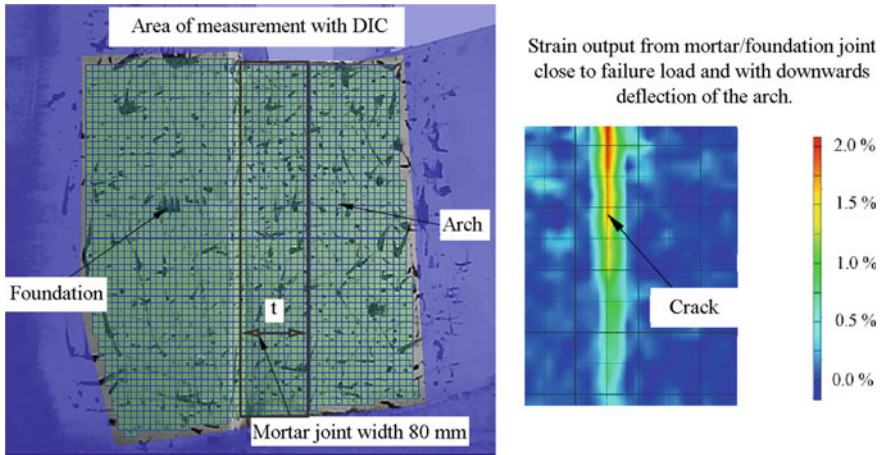 Area of measurement with DIC
Foundation
Arch
t
Mortar joint width 80 mm
Strain output from mortar/foundation joint
close to failure load and with downwards
deflection of the arch.
Crack
2.0 %
1.5 %
1.0 %
0.5 %
0.0 %